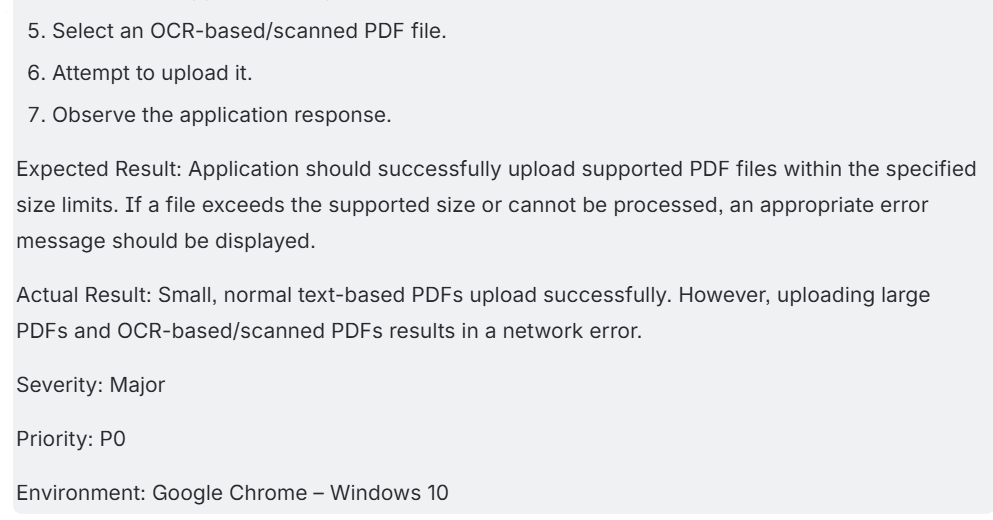 5. Select an OCR-based/scanned PDF file.
6. Attempt to upload it.
7. Observe the application response.
Expected Result: Application should successfully upload supported PDF files within the specified
size limits. If a file exceeds the supported size or cannot be processed, an appropriate error
message should be displayed.
Actual Result: Small, normal text-based PDFs upload successfully. However, uploading large
PDFs and OCR-based/scanned PDFs results in a network error.
Severity: Major
Priority: P0
Environment: Google Chrome – Windows 10